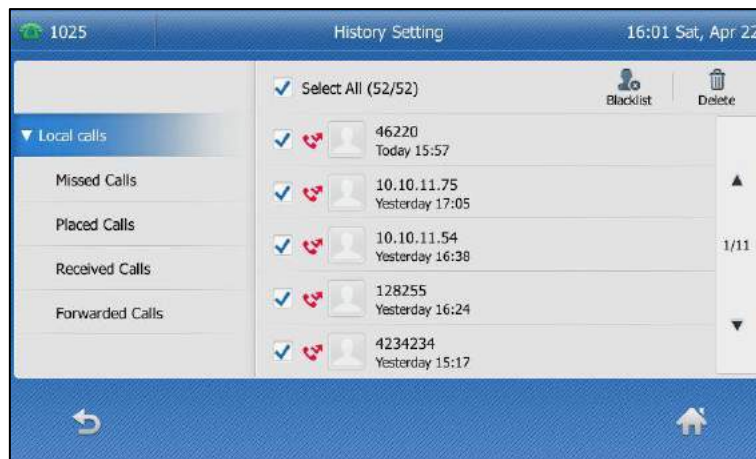 1025 History Setting 16:01 Sat, Apr 22
Select All (52/52)
Blacklist Delete
Local calls
Missed Calls
Placed Calls
Received Calls
Forwarded Calls
46220
Today 15:57
10.10.11.75
Yesterday 17:05
10.10.11.54
Yesterday 16:38
128255
Yesterday 16:24
4234234
Yesterday 15:17
1/11